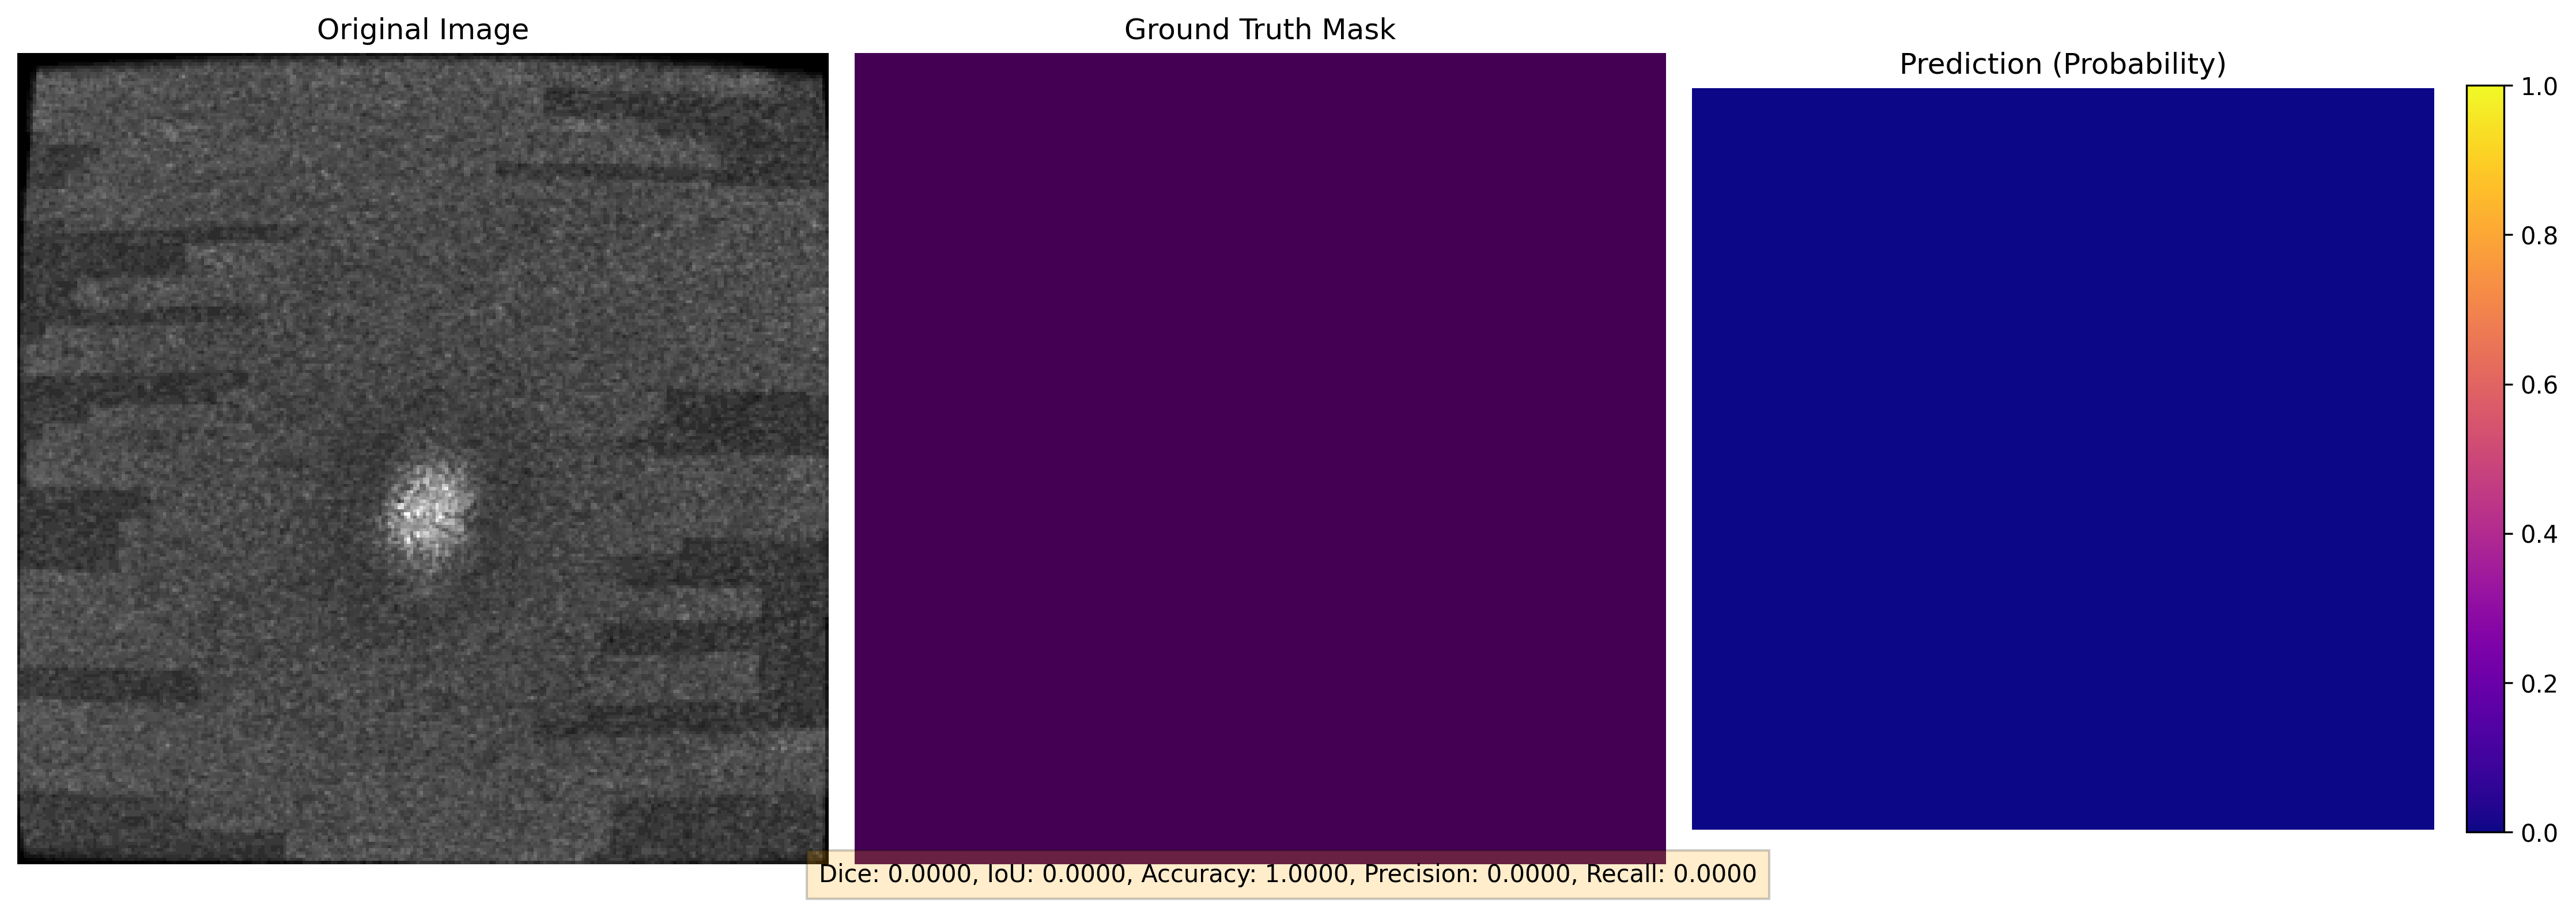 Original Image
Ground Truth Mask
Prediction (Probability)
1.0
0.8
0.6
0.4
0.2
0.0
Dice: 0.0000, IoU: 0.0000, Accuracy: 1.0000, Precision: 0.0000, Recall: 0.0000